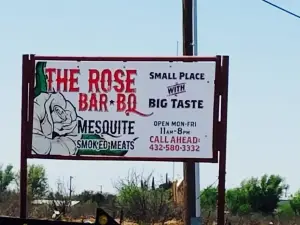 THE ROSE
BAR-B-Q
MESQUITE
SMOKED MEATS
SMALL PLACE
WITH
BIG TASTE
OPEN MON-FRI
11AM-8PM
CALL AHEAD:
432-580-3332